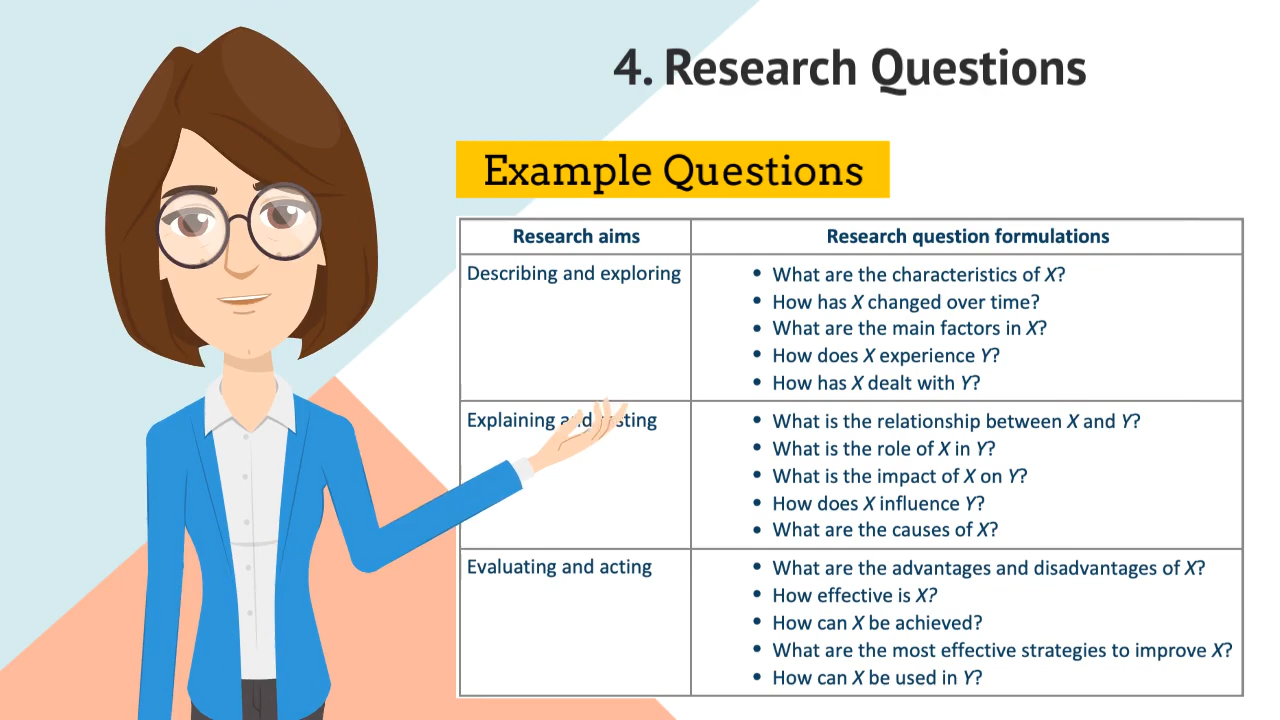 4. Research Questions
Example Questions
Research aims
Research question formulations
Describing and exploring
• What are the characteristics of X?
• How has X changed over time?
• What are the main factors in X?
• How does X experience Y?
• How has X dealt with Y?
Explaining and testing
• What is the relationship between X and Y?
• What is the role of X in Y?
• What is the impact of X on Y?
• How does X influence Y?
• What are the causes of X?
Evaluating and acting
• What are the advantages and disadvantages of X?
• How effective is X?
• How can X be achieved?
• What are the most effective strategies to improve X?
• How can X be used in Y?